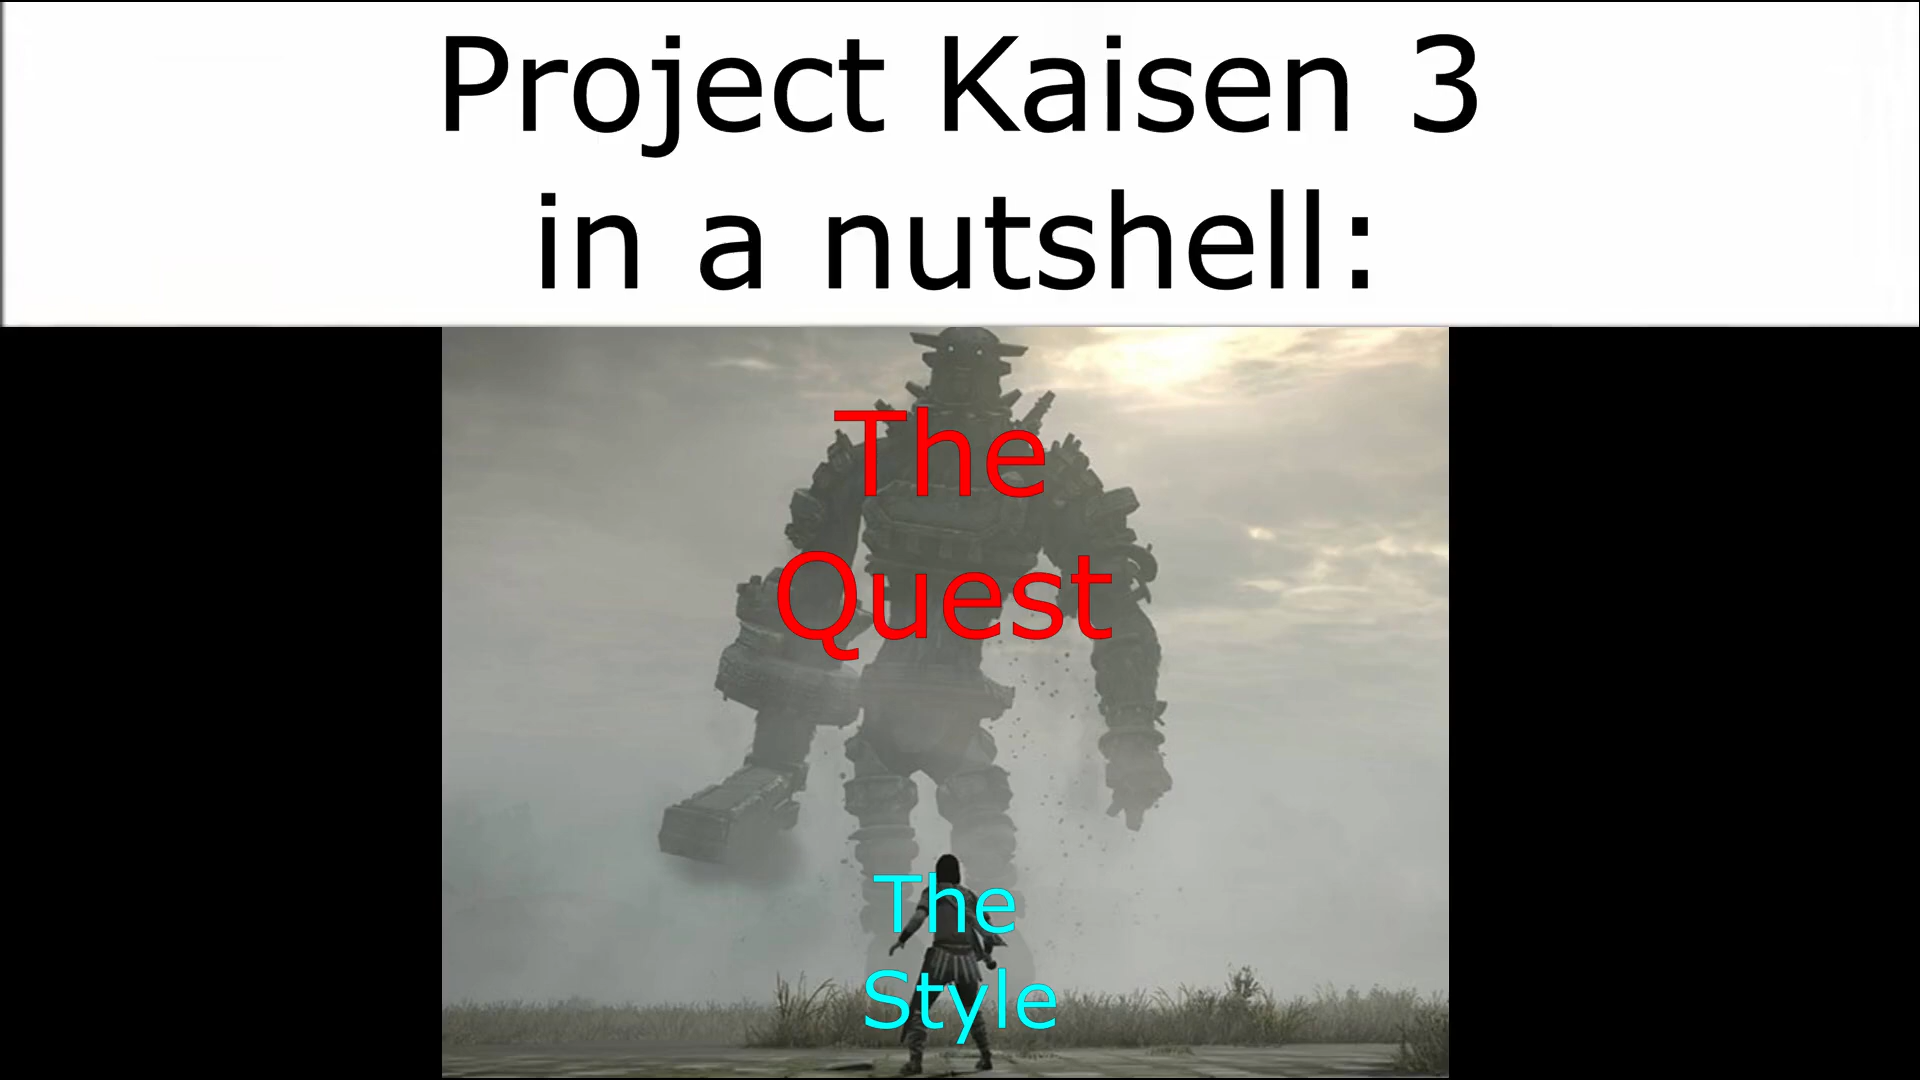 Project Kaisen 3
in a nutshell:
The
Quest
The
Style